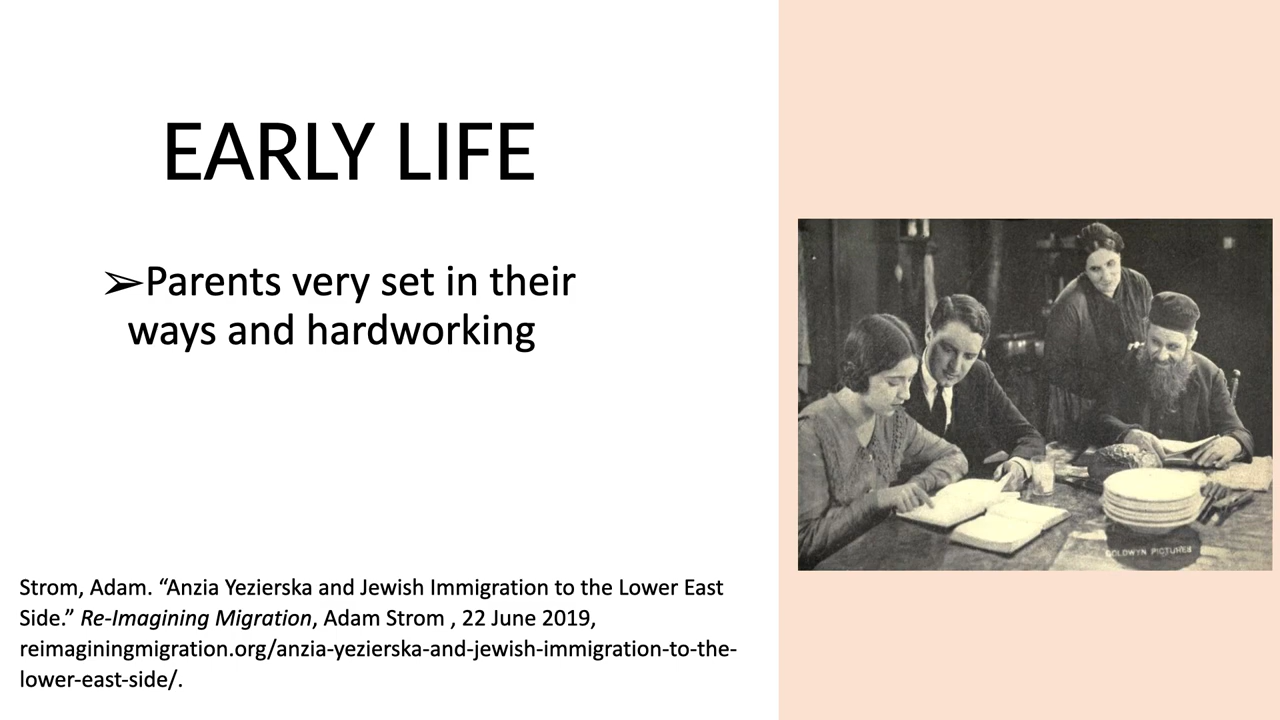 EARLY LIFE
➢Parents very set in their
ways and hardworking
Strom, Adam. “Anzia Yezierska and Jewish Immigration to the Lower East
Side.” Re-Imagining Migration, Adam Strom , 22 June 2019,
reimaginingmigration.org/anzia-yezierska-and-jewish-immigration-to-the-
lower-east-side/.
GOLDWYN PICTURES